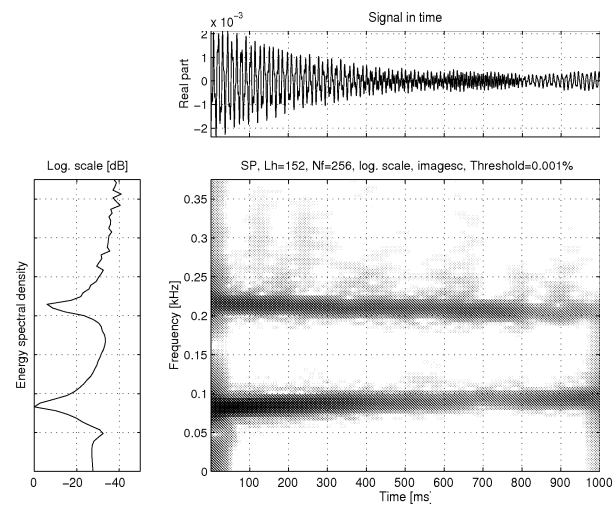 Signal in time
x 10⁻³
2
1
0
−1
−2
Real part
Log. scale [dB]
SP, Lh=152, Nf=256, log. scale, imagesc, Threshold=0.001%
Energy spectral density
Frequency [kHz]
0.35
0.3
0.25
0.2
0.15
0.1
0.05
0
0 −20 −40
100 200 300 400 500 600 700 800 900 1000
Time [ms]